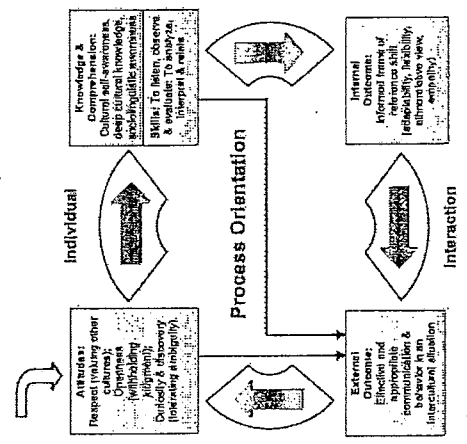 Individual
Attitudes:
Respect (valuing other
cultures);
Openness
(withholding
judgment);
Curiosity & discovery
(tolerating ambiguity).
Knowledge &
Comprehension:
Cultural self-awareness,
deep cultural knowledge,
sociolinguistic awareness
Skills: To listen, observe
& evaluate: To analyze,
interpret & relate
Process Orientation
External
Outcome:
Effective and
appropriate
communication &
behavior in an
intercultural situation
Internal
Outcome:
Informed frame of
reference shift
(adaptability, flexibility,
ethnorelative view,
empathy)
Interaction